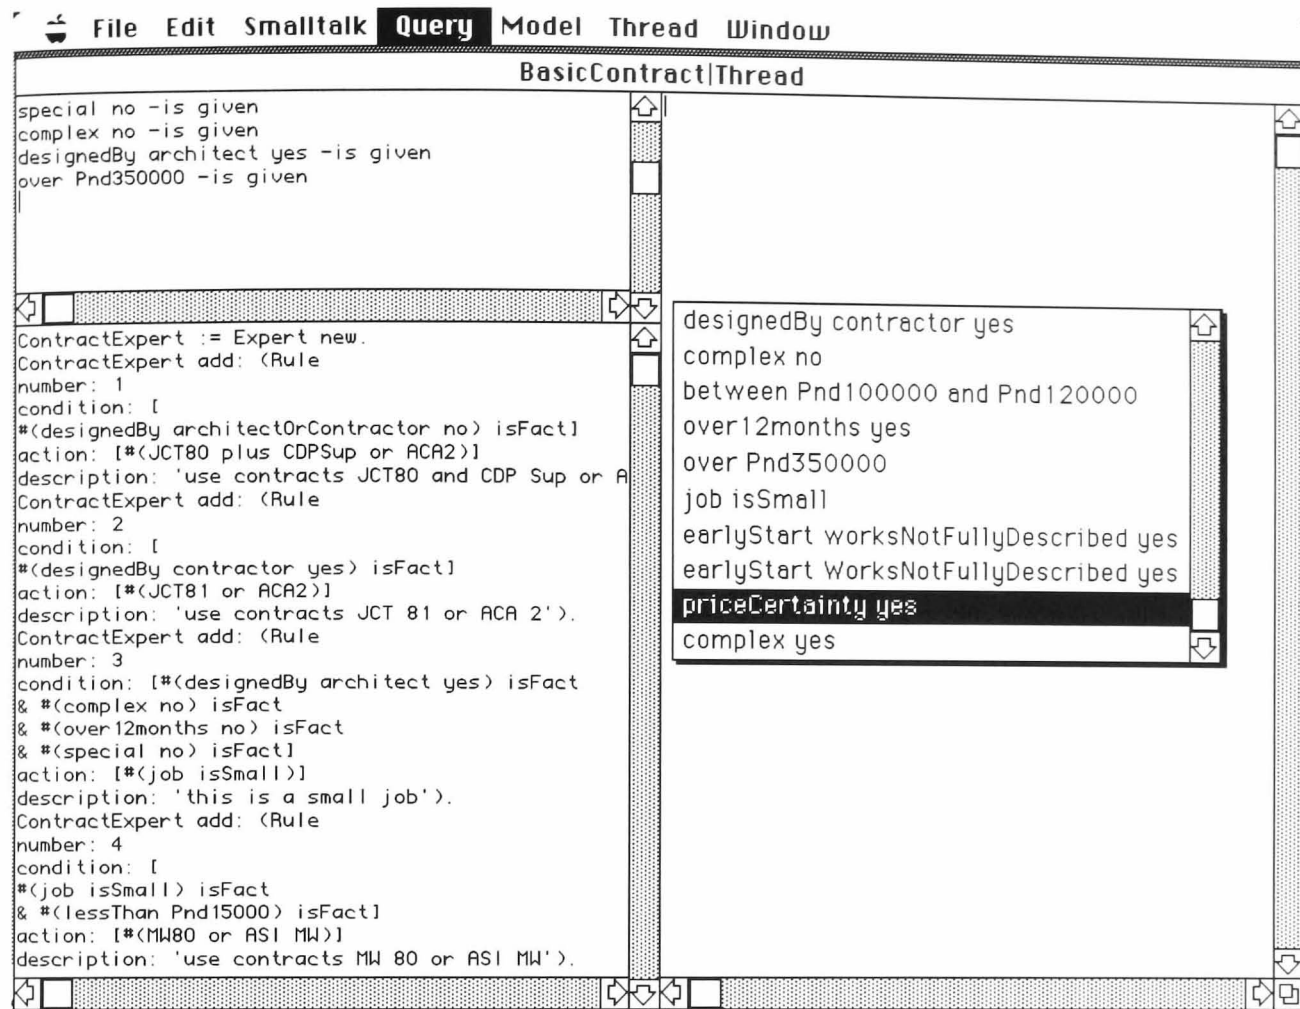 File Edit Smalltalk Query Model Thread Window
BasicContract|Thread
special no -is given
complex no -is given
designedBy architect yes -is given
over Pnd350000 -is given
ContractExpert := Expert new.
ContractExpert add: (Rule
number: 1
condition: [
#(designedBy architectOrContractor no) isFact]
action: [#(JCT80 plus CDPSup or ACA2)]
description: 'use contracts JCT80 and CDP Sup or A
ContractExpert add: (Rule
number: 2
condition: [
#(designedBy contractor yes) isFact]
action: [#(JCT81 or ACA2)]
description: 'use contracts JCT 81 or ACA 2').
ContractExpert add: (Rule
number: 3
condition: [#(designedBy architect yes) isFact
& #(complex no) isFact
& #(over12months no) isFact
& #(special no) isFact]
action: [#(job isSmall)]
description: 'this is a small job').
ContractExpert add: (Rule
number: 4
condition: [
#(job isSmall) isFact
& #(lessThan Pnd15000) isFact]
action: [#(MW80 or ASI MW)]
description: 'use contracts MW 80 or ASI MW').
designedBy contractor yes
complex no
between Pnd100000 and Pnd120000
over12months yes
over Pnd350000
job isSmall
earlyStart worksNotFullyDescribed yes
earlyStart WorksNotFullyDescribed yes
priceCertainty yes
complex yes